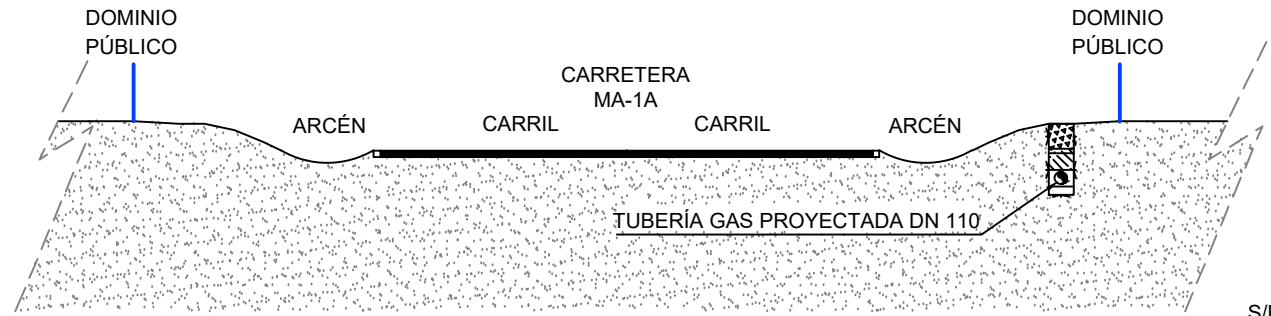 DOMINIO
PÚBLICO
DOMINIO
PÚBLICO
CARRETERA
MA-1A
ARCÉN
CARRIL
CARRIL
ARCÉN
TUBERÍA GAS PROYECTADA DN 110